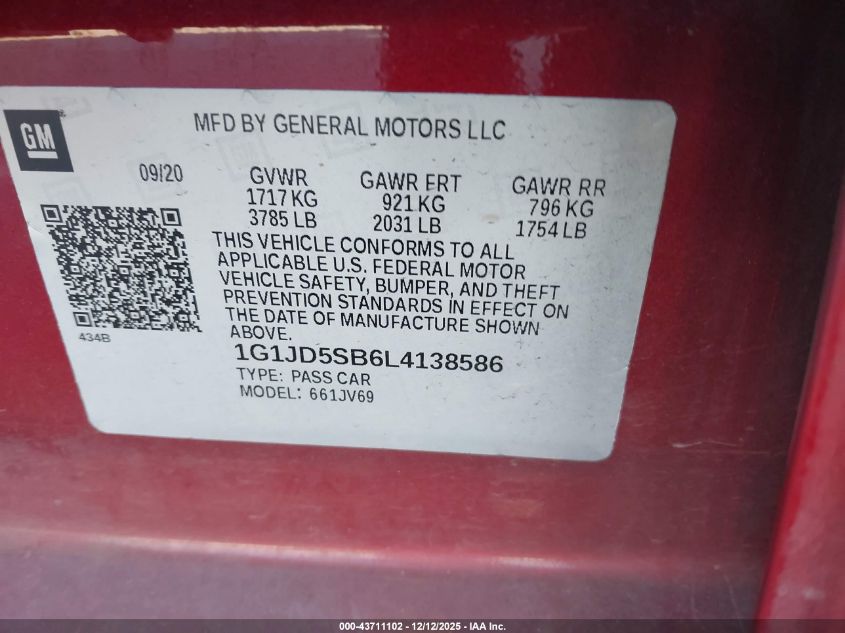 GM
MFD BY GENERAL MOTORS LLC
09/20
GVWR
1717 KG
3785 LB
GAWR FRT
921 KG
2031 LB
GAWR RR
796 KG
1754 LB
THIS VEHICLE CONFORMS TO ALL
APPLICABLE U.S. FEDERAL MOTOR
VEHICLE SAFETY, BUMPER, AND THEFT
PREVENTION STANDARDS IN EFFECT ON
THE DATE OF MANUFACTURE SHOWN
ABOVE.
434B
1G1JD5SB6L4138586
TYPE: PASS CAR
MODEL: 661JV69
000-43711102 - 12/12/2025 - IAA Inc.